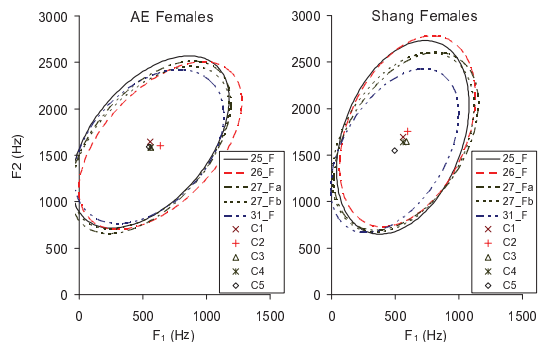 AE Females
Shang Females
F2 (Hz)
3000
2500
2000
1500
1000
500
0
0
500
1000
1500
F1 (Hz)
25_F
26_F
27_Fa
27_Fb
31_F
C1
C2
C3
C4
C5
3000
2500
2000
1500
1000
500
0
0
500
1000
1500
F1 (Hz)
25_F
26_F
27_Fa
27_Fb
31_F
C1
C2
C3
C4
C5